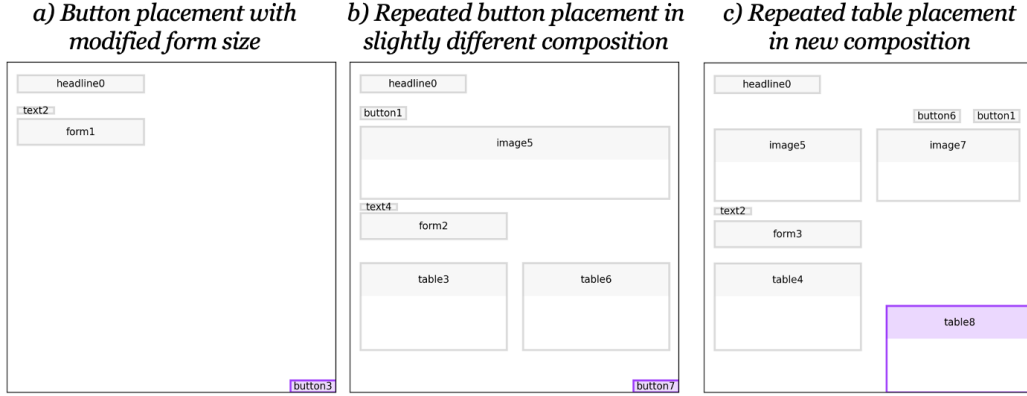 a) Button placement with
modified form size
headline0
text2
form1
button3
b) Repeated button placement in
slightly different composition
headline0
button1
image5
text4
form2
table3
table6
button7
c) Repeated table placement
in new composition
headline0
button6
button1
image5
image7
text2
form3
table4
table8